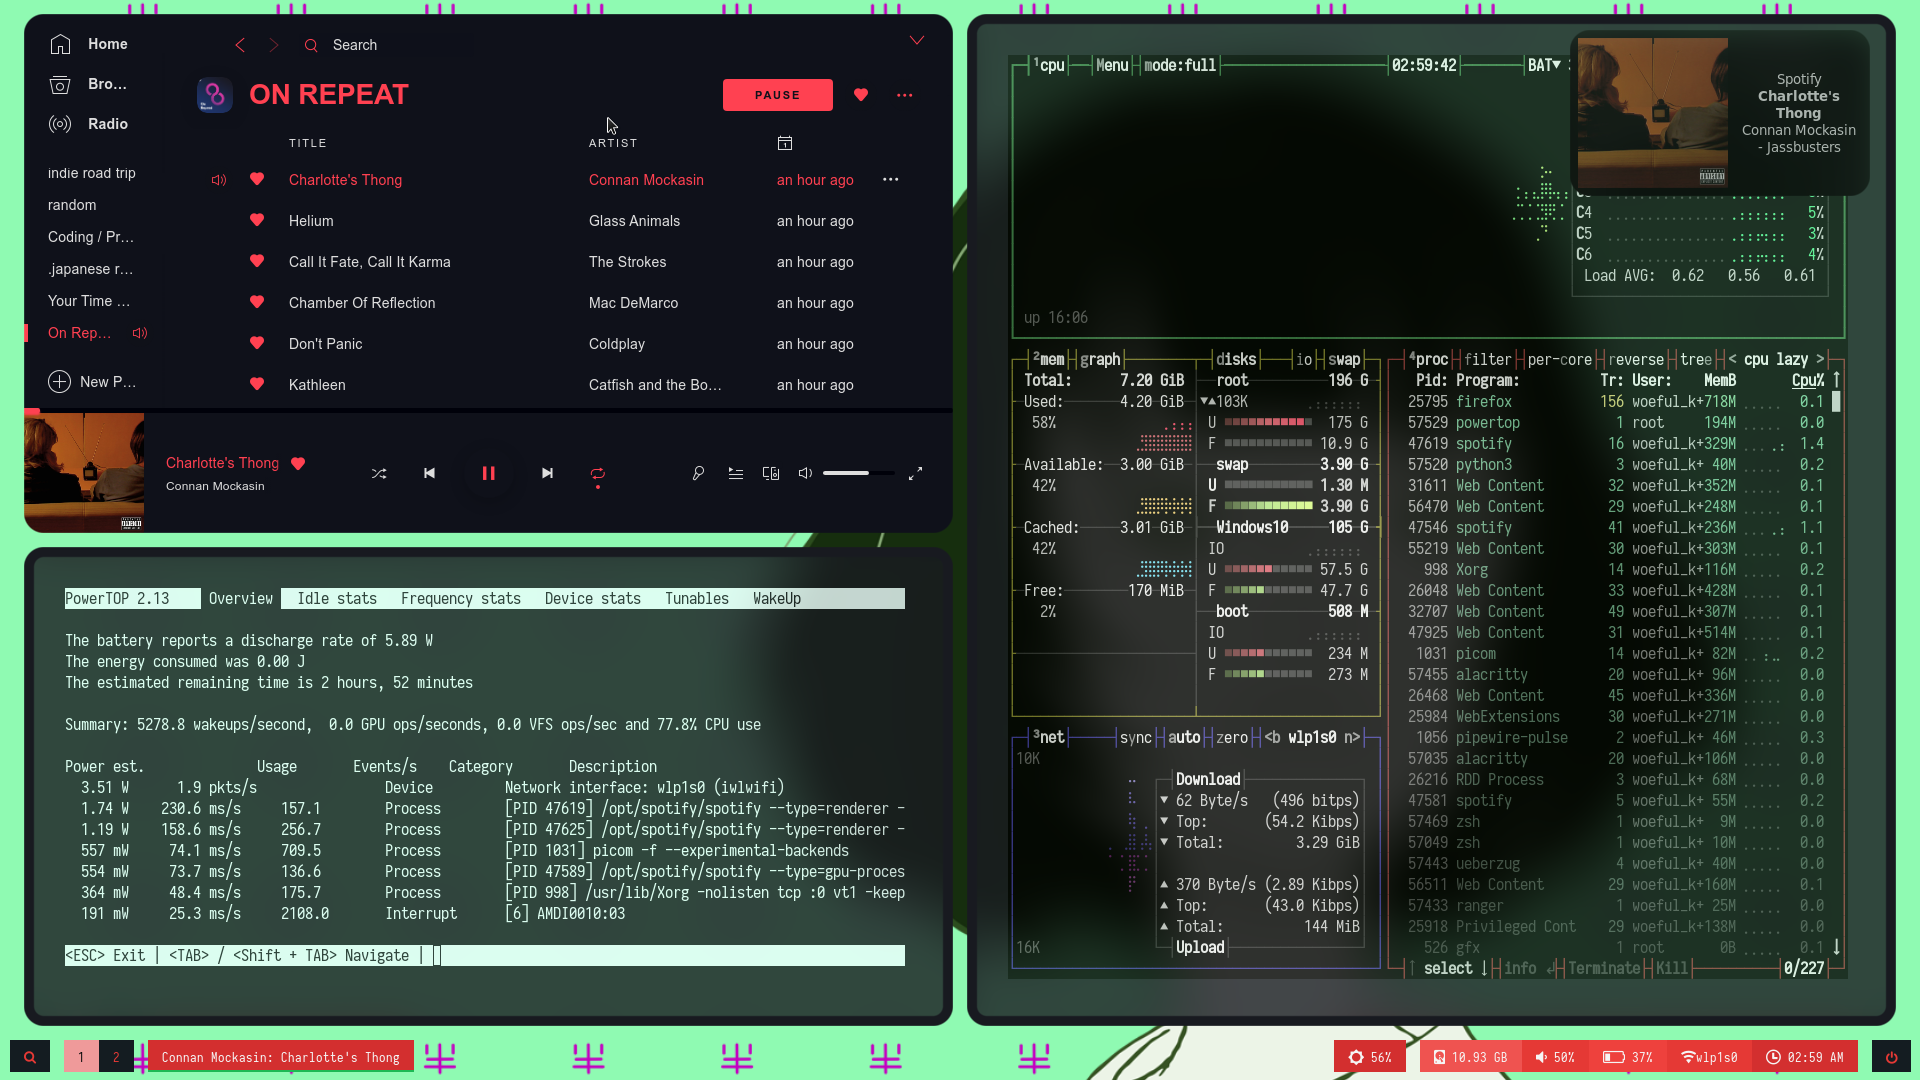 Home
Bro...
Radio
indie road trip
random
Coding / Pr...
.japanese r...
Your Time ...
On Rep...
New P...
Search
ON REPEAT
PAUSE
TITLE ARTIST
Charlotte's Thong Connan Mockasin an hour ago
Helium Glass Animals an hour ago
Call It Fate, Call It Karma The Strokes an hour ago
Chamber Of Reflection Mac DeMarco an hour ago
Don't Panic Coldplay an hour ago
Kathleen Catfish and the Bo... an hour ago
Charlotte's Thong
Connan Mockasin
PowerTOP 2.13 Overview Idle stats Frequency stats Device stats Tunables WakeUp
The battery reports a discharge rate of 5.89 W
The energy consumed was 0.00 J
The estimated remaining time is 2 hours, 52 minutes
Summary: 5278.8 wakeups/second, 0.0 GPU ops/seconds, 0.0 VFS ops/sec and 77.8% CPU use
Power est. Usage Events/s Category Description
3.51 W 1.9 pkts/s Device Network interface: wlp1s0 (iwlwifi)
1.74 W 230.6 ms/s 157.1 Process [PID 47619] /opt/spotify/spotify --type=renderer -
1.19 W 158.6 ms/s 256.7 Process [PID 47625] /opt/spotify/spotify --type=renderer -
557 mW 74.1 ms/s 709.5 Process [PID 1031] picom -f --experimental-backends
554 mW 73.7 ms/s 136.6 Process [PID 47589] /opt/spotify/spotify --type=gpu-proces
364 mW 48.4 ms/s 175.7 Process [PID 998] /usr/lib/Xorg -nolisten tcp :0 vt1 -keep
191 mW 25.3 ms/s 2108.0 Interrupt [6] AMDI0010:03
<ESC> Exit | <TAB> / <Shift + TAB> Navigate |
¹cpu Menu mode:full 02:59:42 BAT▼
Spotify
Charlotte's
Thong
Connan Mockasin
- Jassbusters
C4 5%
C5 3%
C6 4%
Load AVG: 0.62 0.56 0.61
up 16:06
²mem graph disks io swap
Total: 7.20 GiB
Used: 4.20 GiB
58%
Available: 3.00 GiB
42%
Cached: 3.01 GiB
42%
Free: 170 MiB
2%
root 196 G
▼▲103K
U 175 G
F 10.9 G
swap 3.90 G
U 1.30 M
F 3.90 G
Windows10 105 G
IO
U 57.5 G
F 47.7 G
boot 508 M
IO
U 234 M
F 273 M
³net sync auto zero <b wlp1s0 n>
10K
Download
▼ 62 Byte/s (496 bitps)
▼ Top: (54.2 Kibps)
▼ Total: 3.29 GiB
▲ 370 Byte/s (2.89 Kibps)
▲ Top: (43.0 Kibps)
▲ Total: 144 MiB
Upload
16K
⁴proc filter per-core reverse tree < cpu lazy >
Pid: Program: Tr: User: MemB Cpu% ↑
25795 firefox 156 woeful_k+718M 0.1
57529 powertop 1 root 194M 0.0
47619 spotify 16 woeful_k+329M 1.4
57520 python3 3 woeful_k+ 40M 0.2
31611 Web Content 32 woeful_k+352M 0.1
56470 Web Content 29 woeful_k+248M 0.1
47546 spotify 41 woeful_k+236M 1.1
55219 Web Content 30 woeful_k+303M 0.1
998 Xorg 14 woeful_k+116M 0.2
26048 Web Content 33 woeful_k+428M 0.1
32707 Web Content 49 woeful_k+307M 0.1
47925 Web Content 31 woeful_k+514M 0.1
1031 picom 14 woeful_k+ 82M 0.2
57455 alacritty 20 woeful_k+ 96M 0.0
26468 Web Content 45 woeful_k+336M 0.0
25984 WebExtensions 30 woeful_k+271M 0.0
1056 pipewire-pulse 2 woeful_k+ 46M 0.3
57035 alacritty 20 woeful_k+106M 0.0
26216 RDD Process 3 woeful_k+ 68M 0.0
47581 spotify 5 woeful_k+ 55M 0.2
57469 zsh 1 woeful_k+ 9M 0.0
57049 zsh 1 woeful_k+ 10M 0.0
57443 ueberzug 4 woeful_k+ 40M 0.0
56511 Web Content 29 woeful_k+160M 0.1
57433 ranger 1 woeful_k+ 25M 0.0
25918 Privileged Cont 29 woeful_k+138M 0.0
526 gfx 1 root 0B 0.1 ↓
↑ select ↓ info ↲ Terminate Kill 0/227
1 2 Connan Mockasin: Charlotte's Thong
56% 10.93 GB 50% 37% wlp1s0 02:59 AM